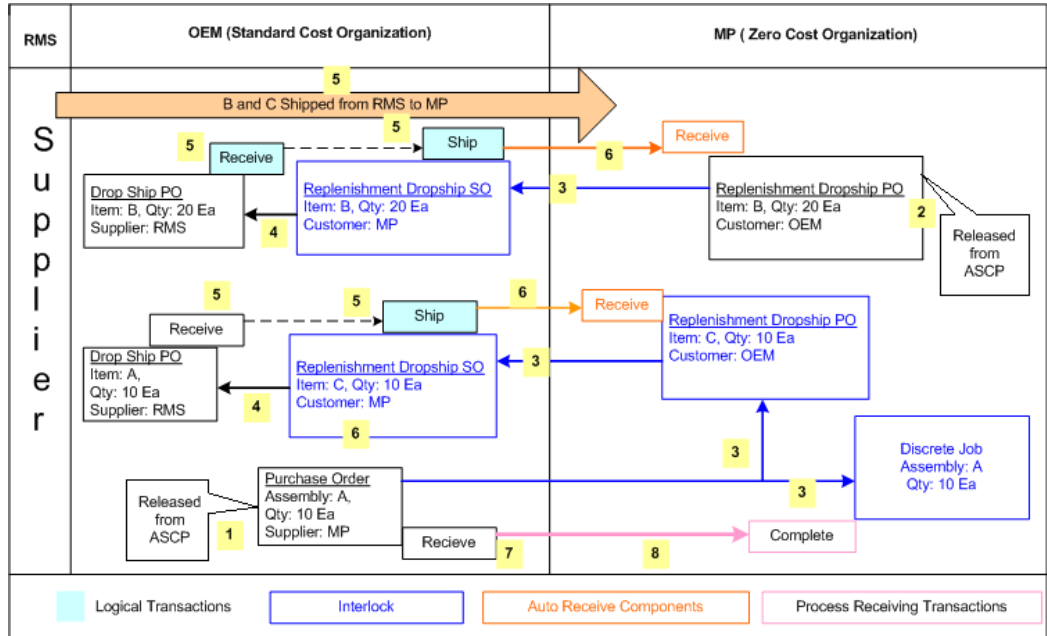 RMS
OEM (Standard Cost Organization)
MP ( Zero Cost Organization)
Supplier
5
B and C Shipped from RMS to MP
5
5
Receive
Ship
6
Receive
Drop Ship PO
Item: B, Qty: 20 Ea
Supplier: RMS
4
Replenishment Dropship SO
Item: B, Qty: 20 Ea
Customer: MP
3
Replenishment Dropship PO
Item: B, Qty: 20 Ea
Customer: OEM
2
Released
from
ASCP
5
5
6
Receive
Ship
Receive
Drop Ship PO
Item: A,
Qty: 10 Ea
Supplier: RMS
4
Replenishment Dropship SO
Item: C, Qty: 10 Ea
Customer: MP
6
3
Replenishment Dropship PO
Item: C, Qty: 10 Ea
Customer: OEM
3
3
Discrete Job
Assembly: A
Qty: 10 Ea
Released
from
ASCP
1
Purchase Order
Assembly: A,
Qty: 10 Ea
Supplier: MP
Recieve
7
8
Complete
Logical Transactions
Interlock
Auto Receive Components
Process Receiving Transactions